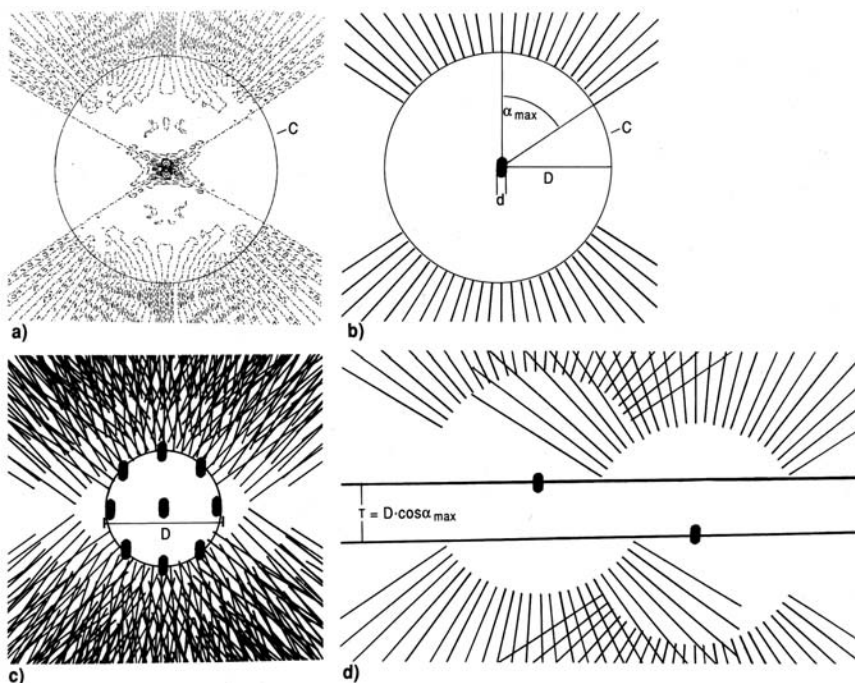 C
a)
α max
C
D
d
b)
D
c)
T = D·cosα max
d)